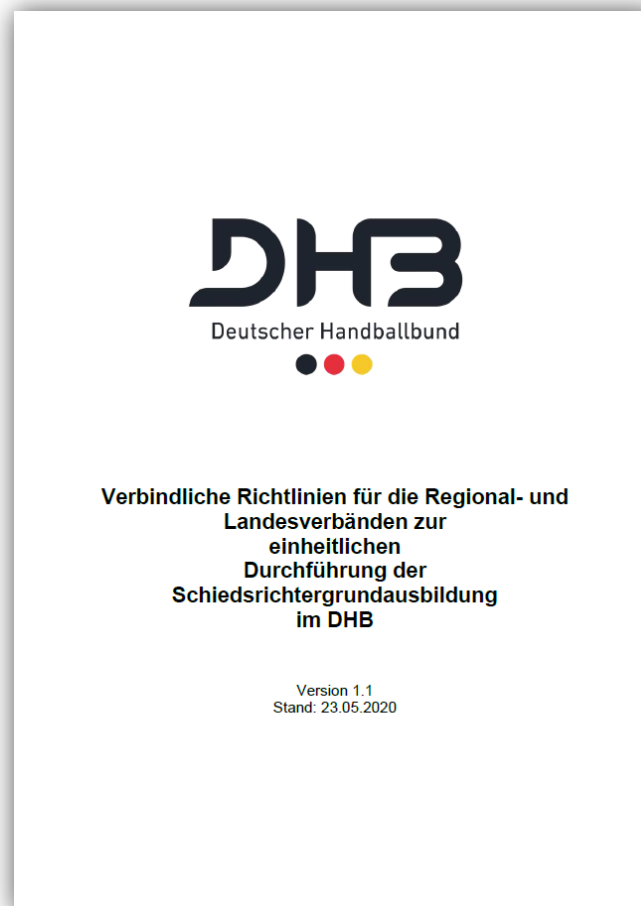 DHB
Deutscher Handballbund
Verbindliche Richtlinien für die Regional- und
Landesverbänden zur
einheitlichen
Durchführung der
Schiedsrichtergrundausbildung
im DHB
Version 1.1
Stand: 23.05.2020